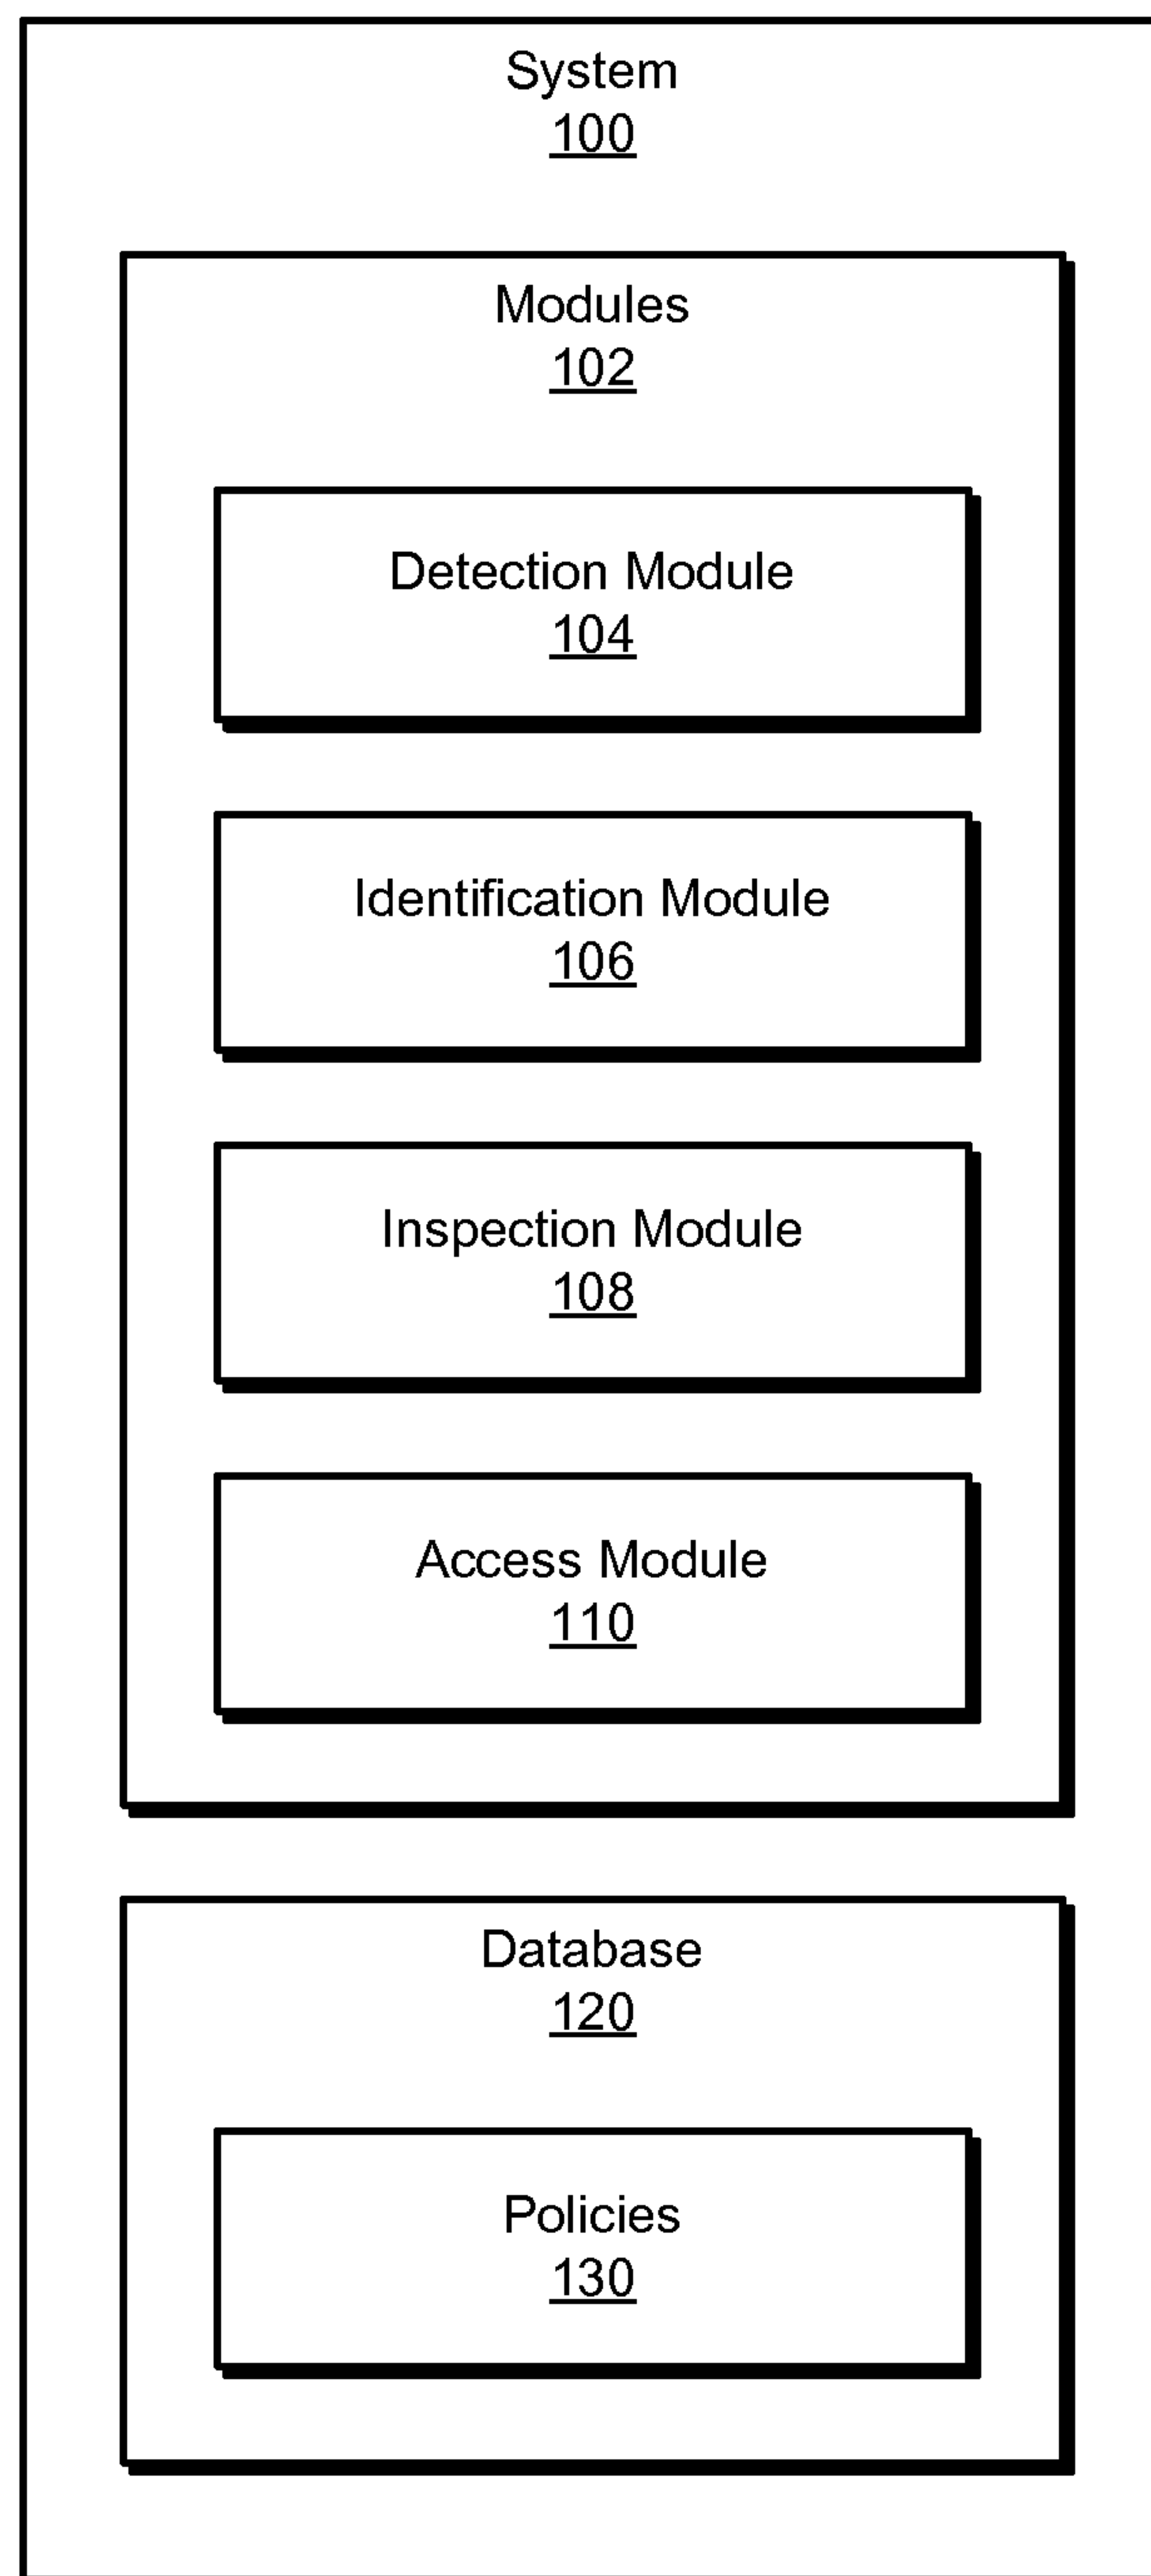 System
100
Modules
102
Detection Module
104
Identification Module
106
Inspection Module
108
Access Module
110
Database
120
Policies
130